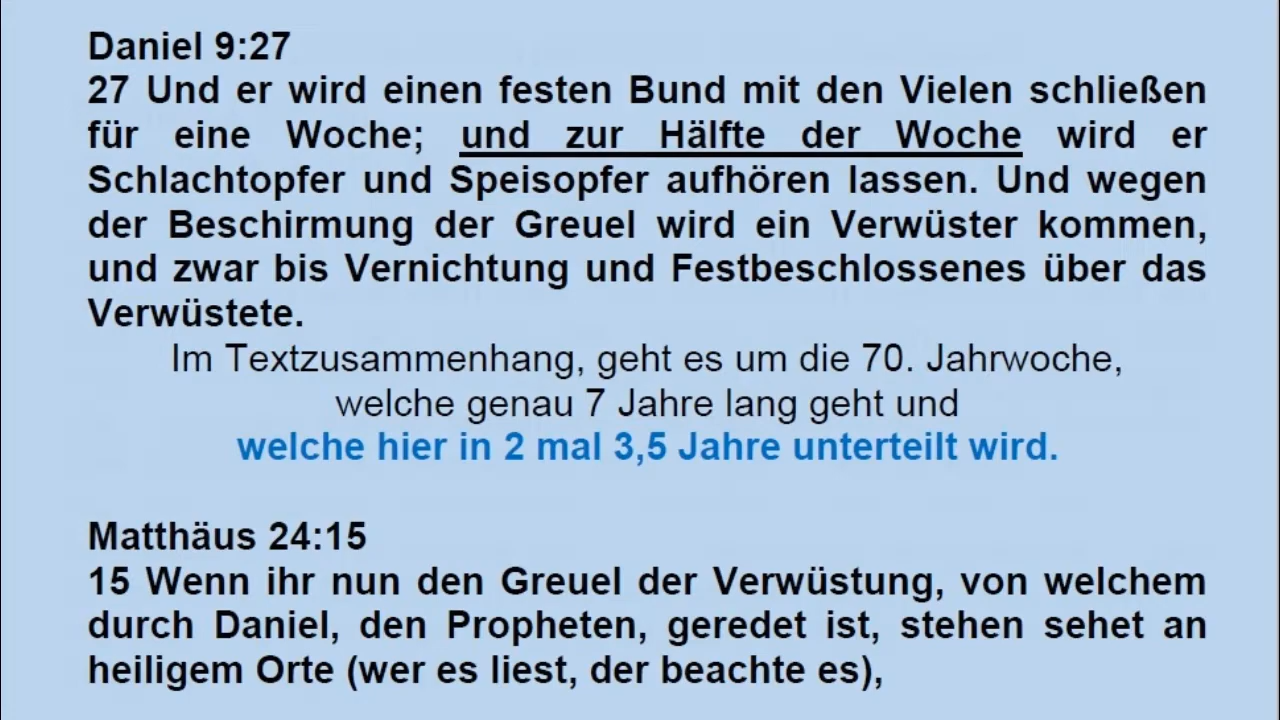 Daniel 9:27
27 Und er wird einen festen Bund mit den Vielen schließen
für eine Woche; und zur Hälfte der Woche wird er
Schlachtopfer und Speisopfer aufhören lassen. Und wegen
der Beschirmung der Greuel wird ein Verwüster kommen,
und zwar bis Vernichtung und Festbeschlossenes über das
Verwüstete.
Im Textzusammenhang, geht es um die 70. Jahrwoche,
welche genau 7 Jahre lang geht und
welche hier in 2 mal 3,5 Jahre unterteilt wird.
Matthäus 24:15
15 Wenn ihr nun den Greuel der Verwüstung, von welchem
durch Daniel, den Propheten, geredet ist, stehen sehet an
heiligem Orte (wer es liest, der beachte es),